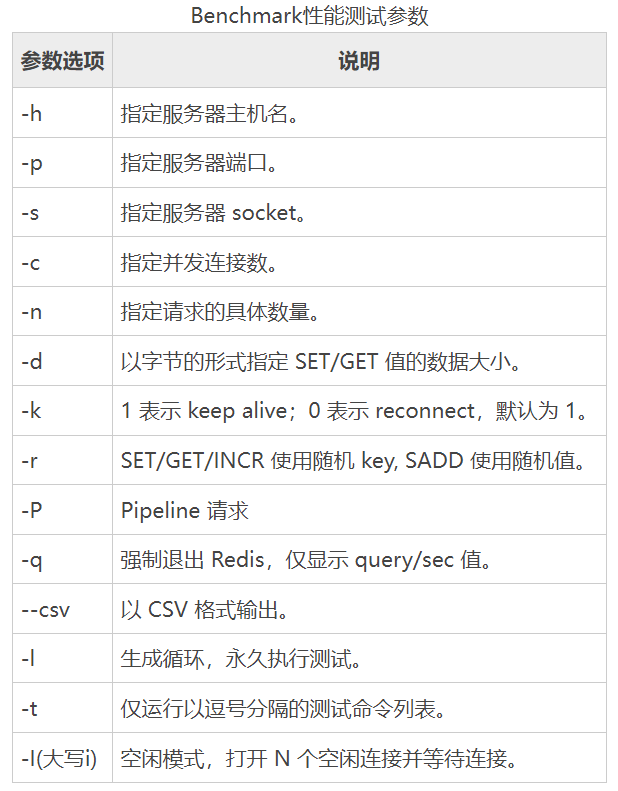 Benchmark性能测试参数
参数选项 说明
-h 指定服务器主机名。
-p 指定服务器端口。
-s 指定服务器 socket。
-c 指定并发连接数。
-n 指定请求的具体数量。
-d 以字节的形式指定 SET/GET 值的数据大小。
-k 1 表示 keep alive；0 表示 reconnect，默认为 1。
-r SET/GET/INCR 使用随机 key, SADD 使用随机值。
-P Pipeline 请求
-q 强制退出 Redis，仅显示 query/sec 值。
--csv 以 CSV 格式输出。
-l 生成循环，永久执行测试。
-t 仅运行以逗号分隔的测试命令列表。
-I(大写i) 空闲模式，打开 N 个空闲连接并等待连接。